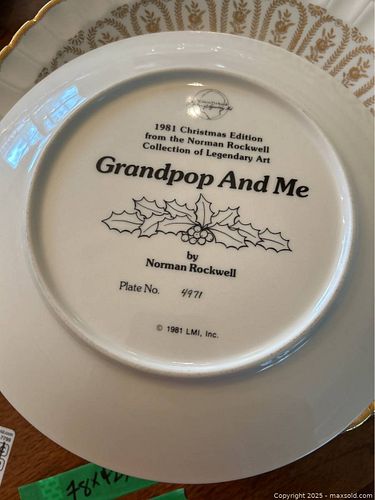 1981 Christmas Edition
from the Norman Rockwell
Collection of Legendary Art
Grandpop And Me
by
Norman Rockwell
Plate No. 4971
© 1981 LMI, Inc.
Copyright 2025 - maxsold.com